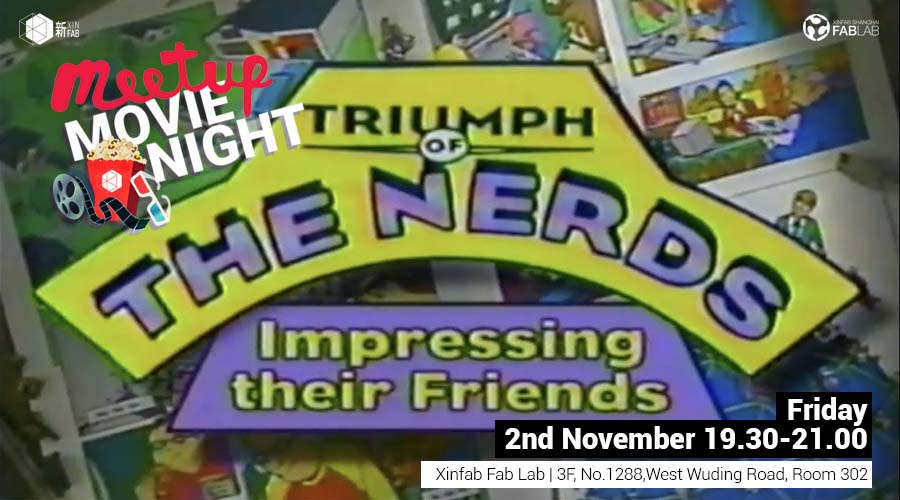 新 XIN FAB
XINFAB SHANGHAI
FABLAB
Meetup
MOVIE
NIGHT
TRIUMPH
OF
THE NERDS
Impressing
their Friends
Friday
2nd November 19.30-21.00
Xinfab Fab Lab | 3F, No.1288,West Wuding Road, Room 302